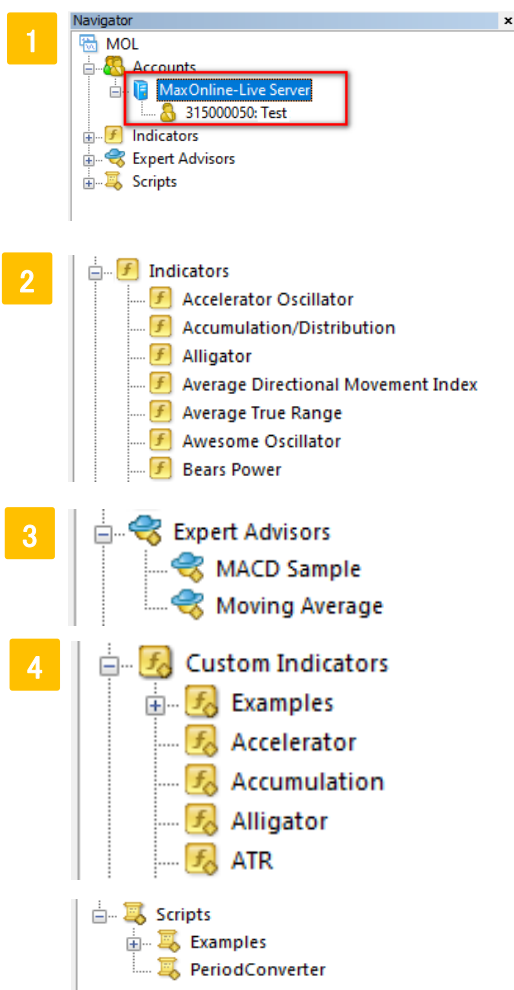 1
Navigator
x
MOL
Accounts
MaxOnline-Live Server
315000050: Test
Indicators
Expert Advisors
Scripts
2
Indicators
Accelerator Oscillator
Accumulation/Distribution
Alligator
Average Directional Movement Index
Average True Range
Awesome Oscillator
Bears Power
3
Expert Advisors
MACD Sample
Moving Average
4
Custom Indicators
Examples
Accelerator
Accumulation
Alligator
ATR
Scripts
Examples
PeriodConverter